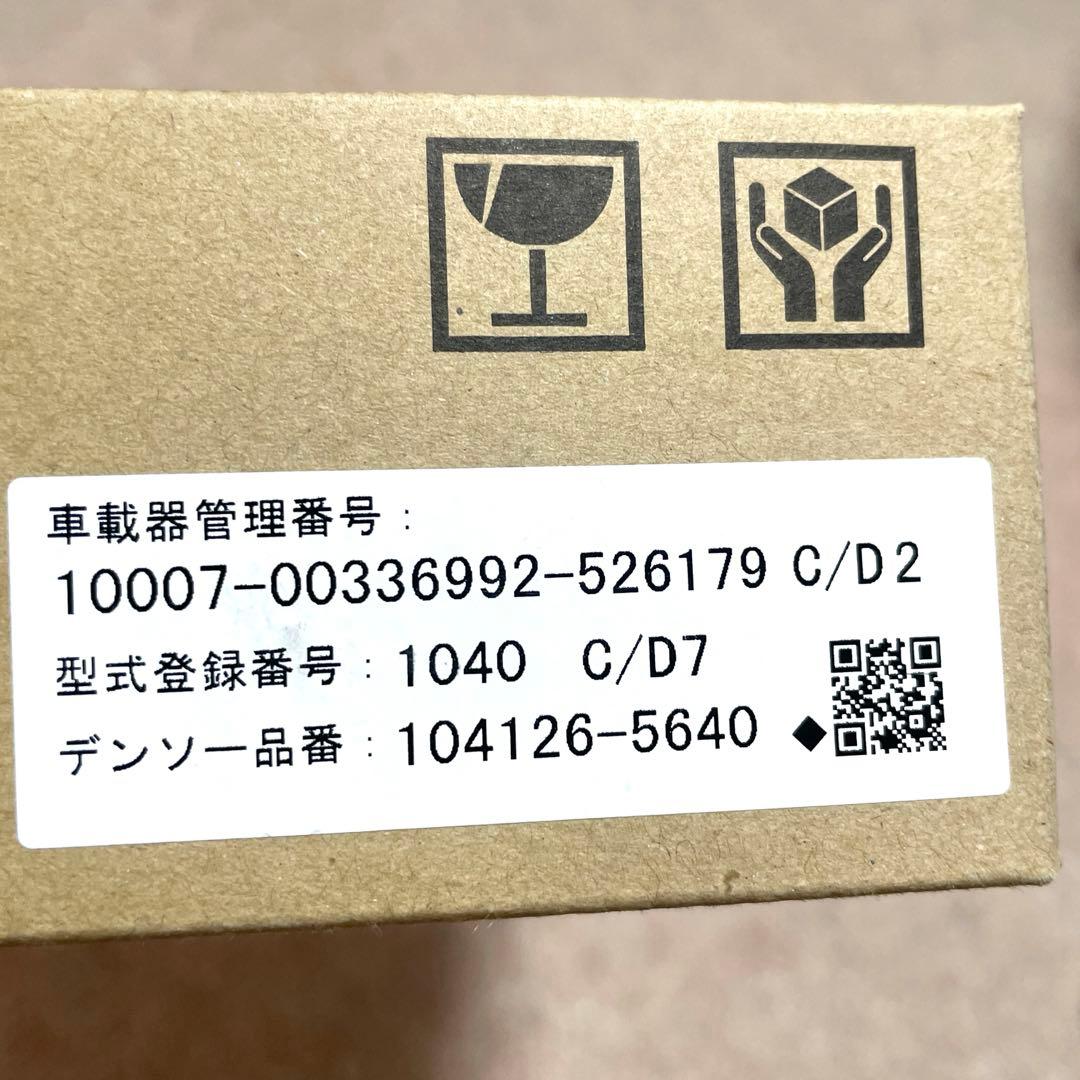 車載器管理番号：
10007-00336992-526179 C/D2
型式登録番号：1040 C/D7
デンソー品番：104126-5640 ◆